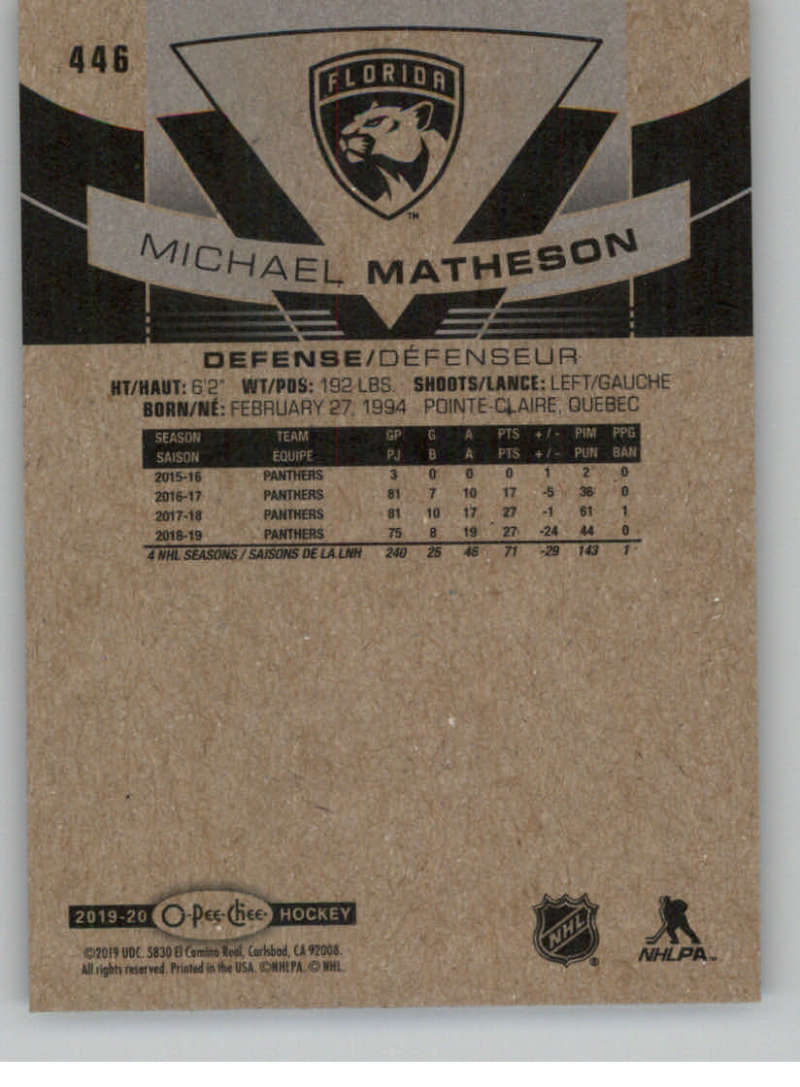 446
FLORIDA
TM
MICHAEL MATHESON
DEFENSE/DÉFENSEUR
HT/HAUT: 6'2" WT/PDS: 192 LBS. SHOOTS/LANCE: LEFT/GAUCHE
BORN/NÉ: FEBRUARY 27, 1994 POINTE-CLAIRE, QUEBEC
SEASON TEAM GP G A PTS +/- PIM PPG
SAISON ÉQUIPE PJ B A PTS +/- PUN BAN
2015-16 PANTHERS 3 0 0 0 1 2 0
2016-17 PANTHERS 81 7 10 17 -5 36 0
2017-18 PANTHERS 81 10 17 27 -1 61 1
2018-19 PANTHERS 75 8 19 27 -24 44 0
4 NHL SEASONS / SAISONS DE LA LNH 240 25 46 71 -29 143 1
2019-20 O-Pee-Chee HOCKEY
©2019 UDC. 5830 El Camino Real, Carlsbad, CA 92008.
All rights reserved. Printed in the USA. ©NHLPA. © NHL.
NHL ®
NHLPA™